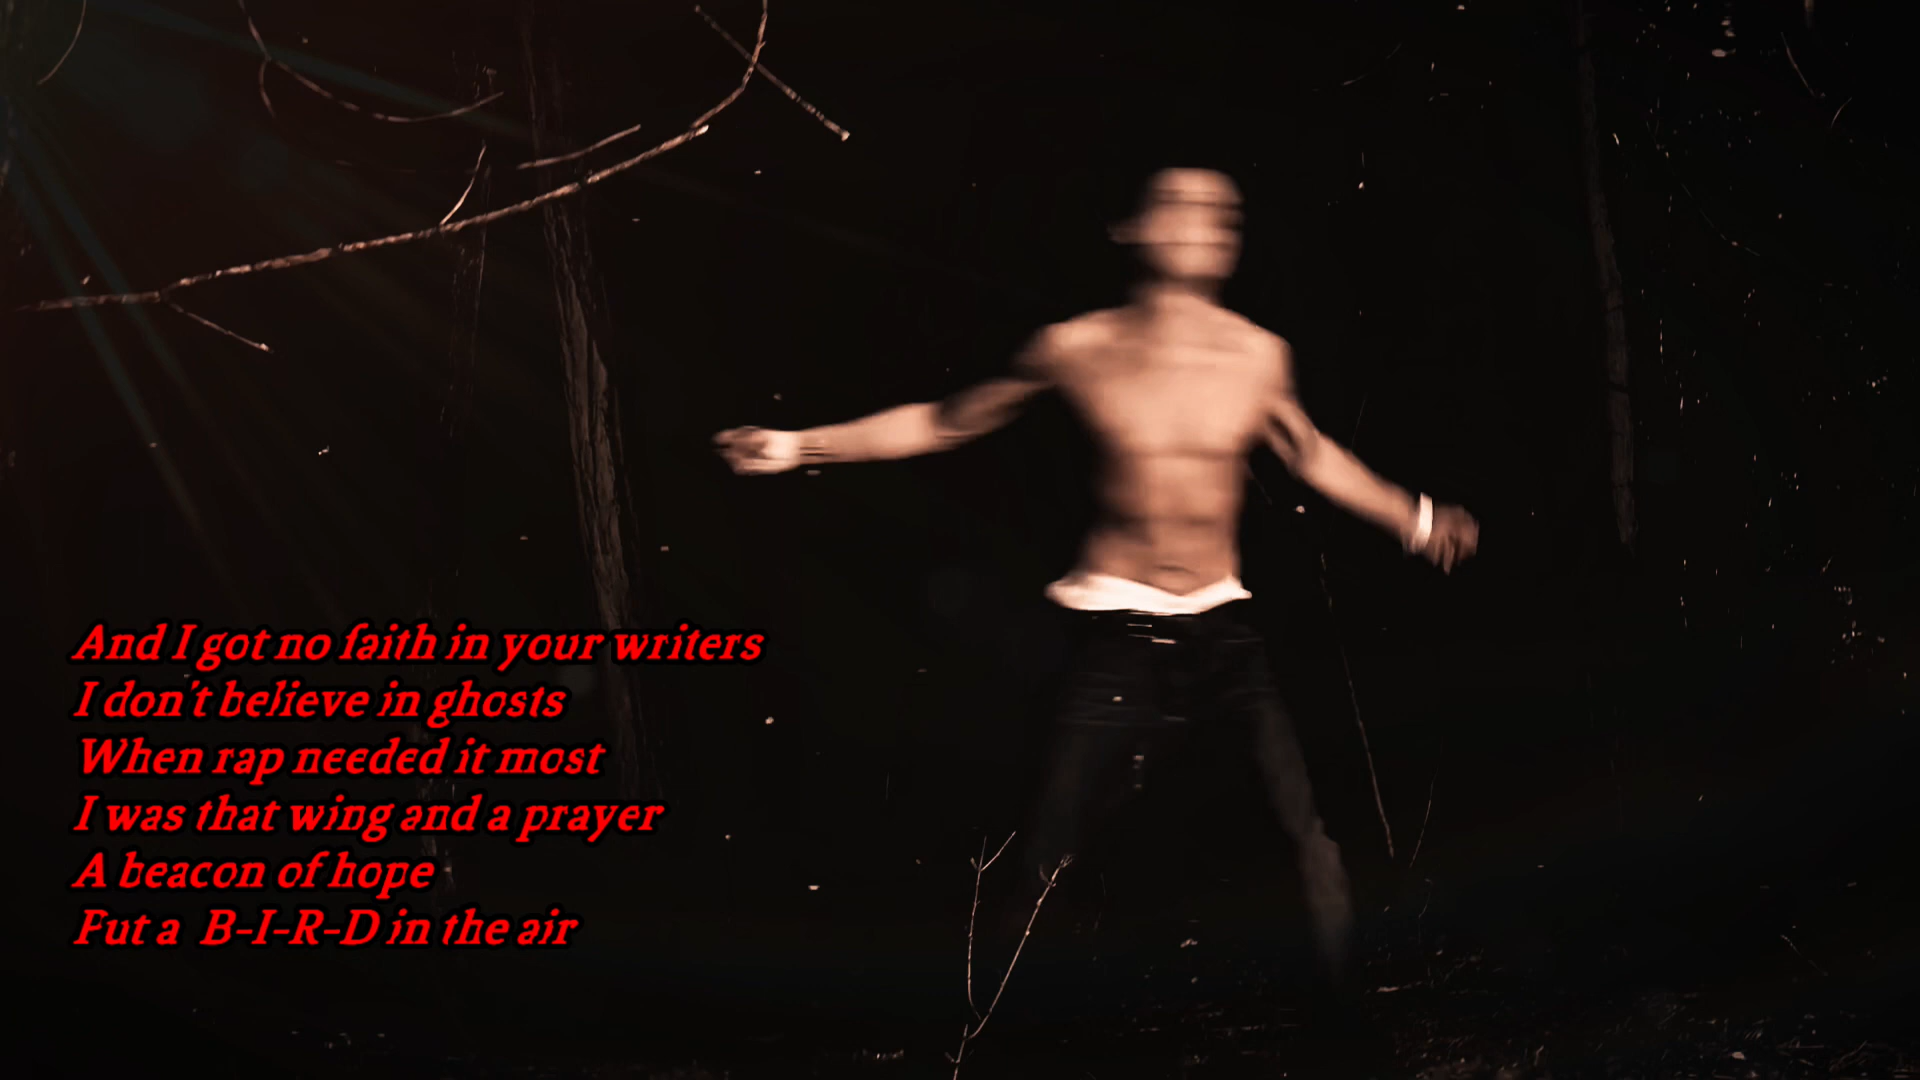 And I got no faith in your writers
I don't believe in ghosts
When rap needed it most
I was that wing and a prayer
A beacon of hope
Put a B-I-R-D in the air